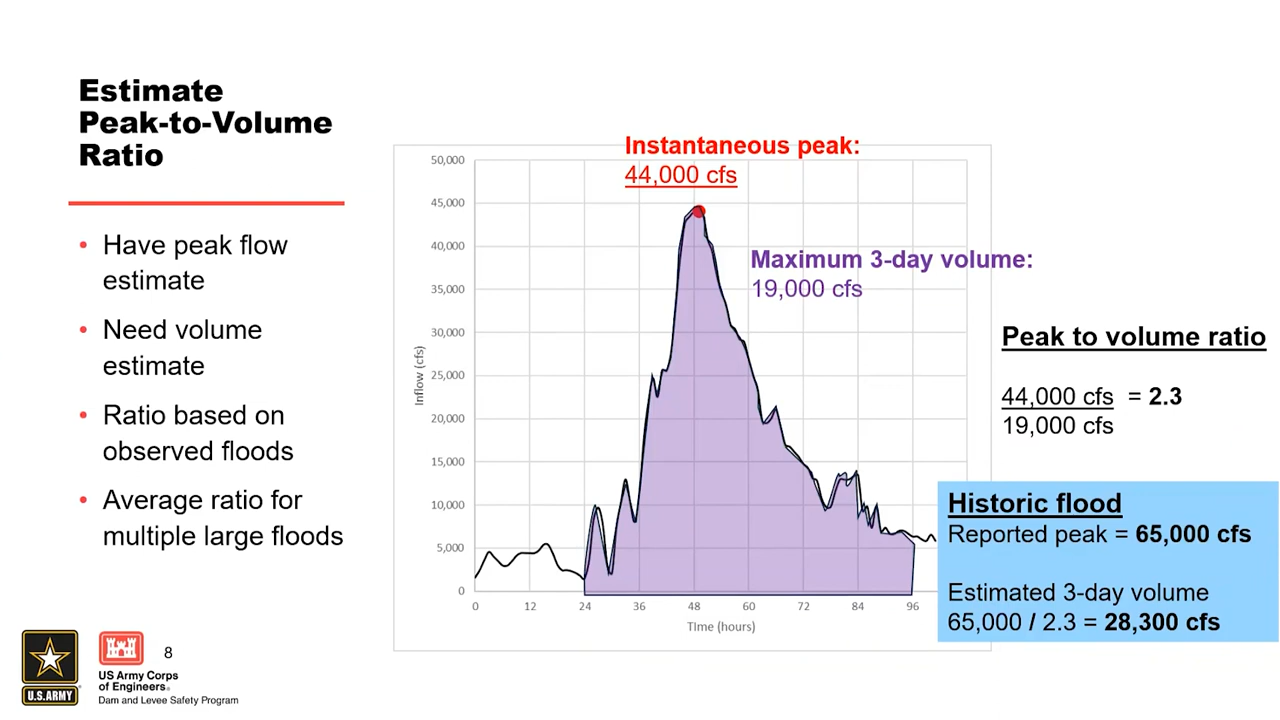 Estimate
Peak-to-Volume
Ratio
• Have peak flow
estimate
• Need volume
estimate
• Ratio based on
observed floods
• Average ratio for
multiple large floods
Instantaneous peak:
44,000 cfs
Maximum 3-day volume:
19,000 cfs
50,000
45,000
40,000
35,000
30,000
25,000
20,000
15,000
10,000
5,000
0
Inflow (cfs)
0 12 24 36 48 60 72 84 96
Time (hours)
Peak to volume ratio
44,000 cfs = 2.3
19,000 cfs
Historic flood
Reported peak = 65,000 cfs
Estimated 3-day volume
65,000 / 2.3 = 28,300 cfs
U.S.ARMY
US Army Corps
of Engineers®
Dam and Levee Safety Program
8